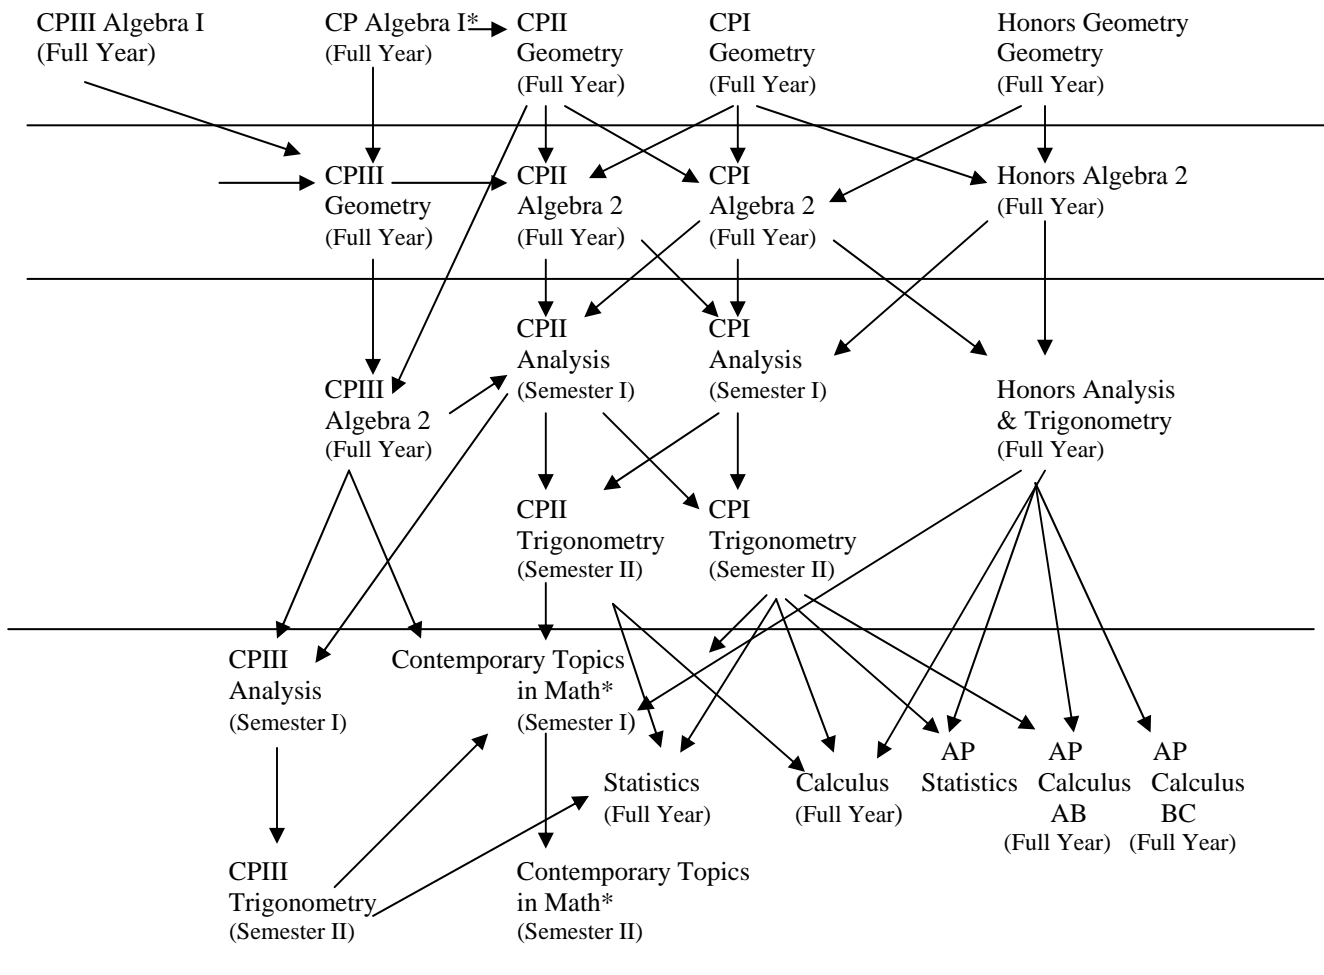 CPIII Algebra I
(Full Year)
CP Algebra I*
(Full Year)
CPII
Geometry
(Full Year)
CPI
Geometry
(Full Year)
Honors Geometry
Geometry
(Full Year)
CPIII
Geometry
(Full Year)
CPII
Algebra 2
(Full Year)
CPI
Algebra 2
(Full Year)
Honors Algebra 2
(Full Year)
CPIII
Algebra 2
(Full Year)
CPII
Analysis
(Semester I)
CPI
Analysis
(Semester I)
Honors Analysis
& Trigonometry
(Full Year)
CPII
Trigonometry
(Semester II)
CPI
Trigonometry
(Semester II)
CPIII
Analysis
(Semester I)
Contemporary Topics
in Math*
(Semester I)
Statistics
(Full Year)
Calculus
(Full Year)
AP
Statistics
AP
Calculus
AB
(Full Year)
AP
Calculus
BC
(Full Year)
CPIII
Trigonometry
(Semester II)
Contemporary Topics
in Math*
(Semester II)